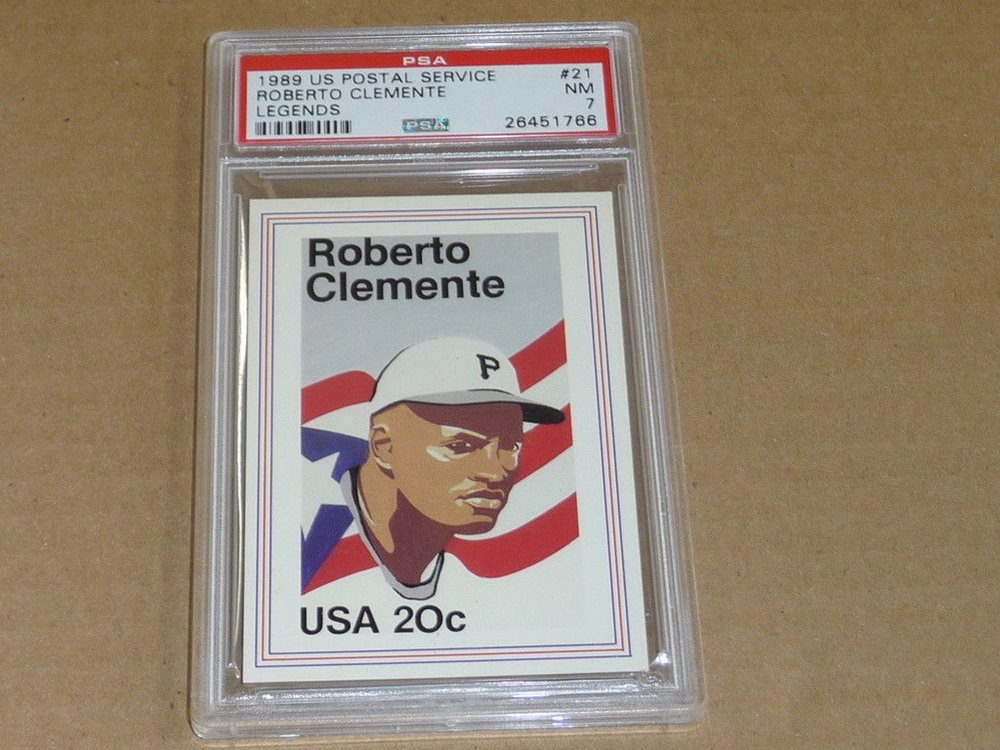 PSA
1989 US POSTAL SERVICE #21
ROBERTO CLEMENTE NM
LEGENDS 7
PSA 26451766
Roberto
Clemente
P
USA 20c